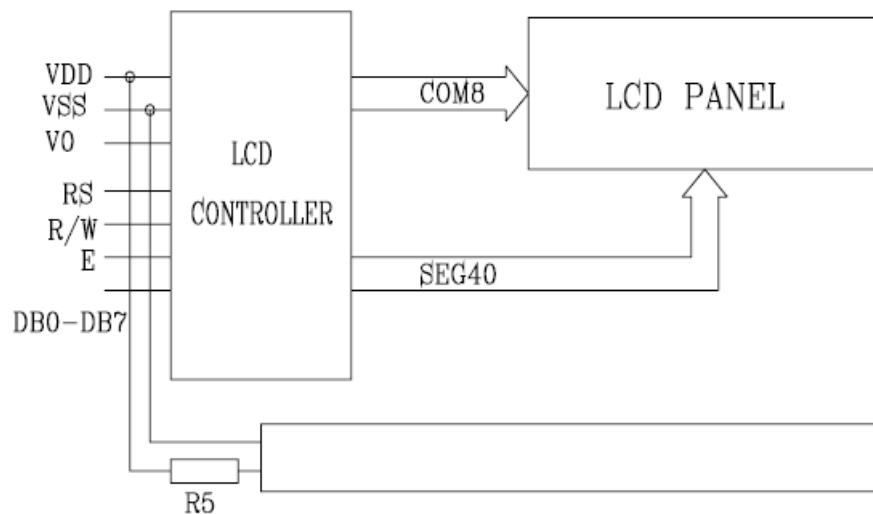 VDD
VSS
V0
RS
R/W
E
DB0-DB7
LCD
CONTROLLER
COM8
SEG40
LCD PANEL
R5